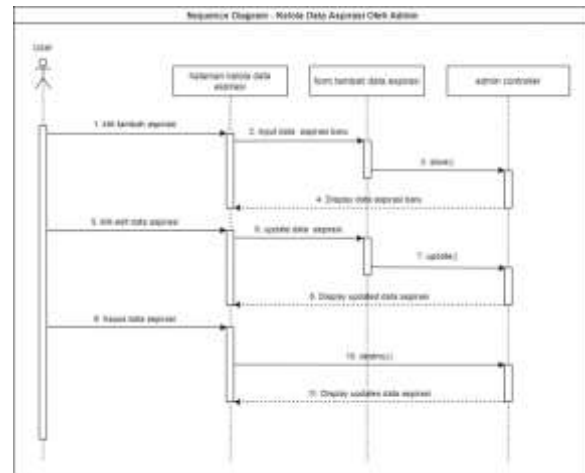 Sequence Diagram - Kelola Data Aspirasi Oleh Admin
User
halaman kelola data
aspirasi
form tambah data aspirasi
admin controller
1. klik tambah aspirasi
2. Input data aspirasi baru
3. store()
4. Display data aspirasi baru
5. klik edit data aspirasi
6. update data aspirasi
7. update()
8. Display updated data aspirasi
9. hapus data aspirasi
10. destroy()
11. Display updates data aspirasi